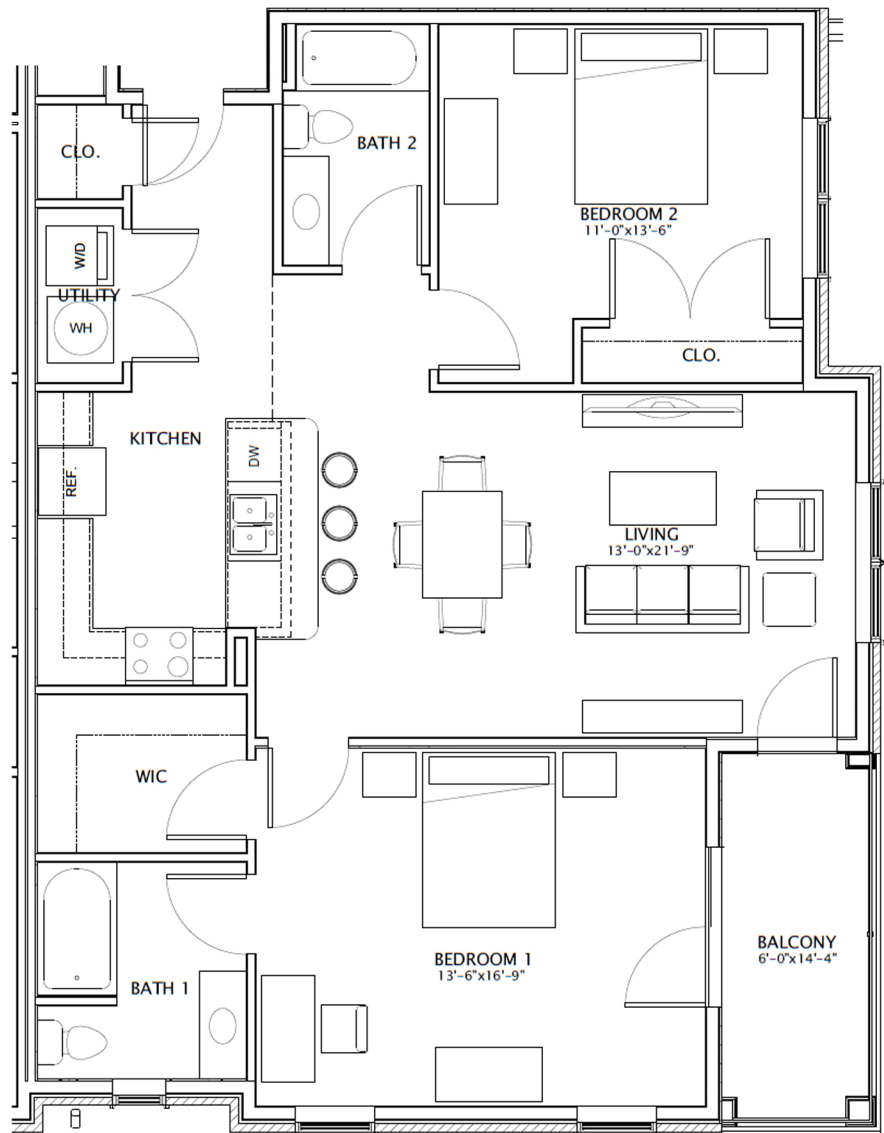 CLO.
BATH 2
BEDROOM 2
11'-0"x13'-6"
W/D
UTILITY
WH
CLO.
KITCHEN
DW
REF.
LIVING
13'-0"x21'-9"
WIC
BEDROOM 1
13'-6"x16'-9"
BALCONY
6'-0"x14'-4"
BATH 1